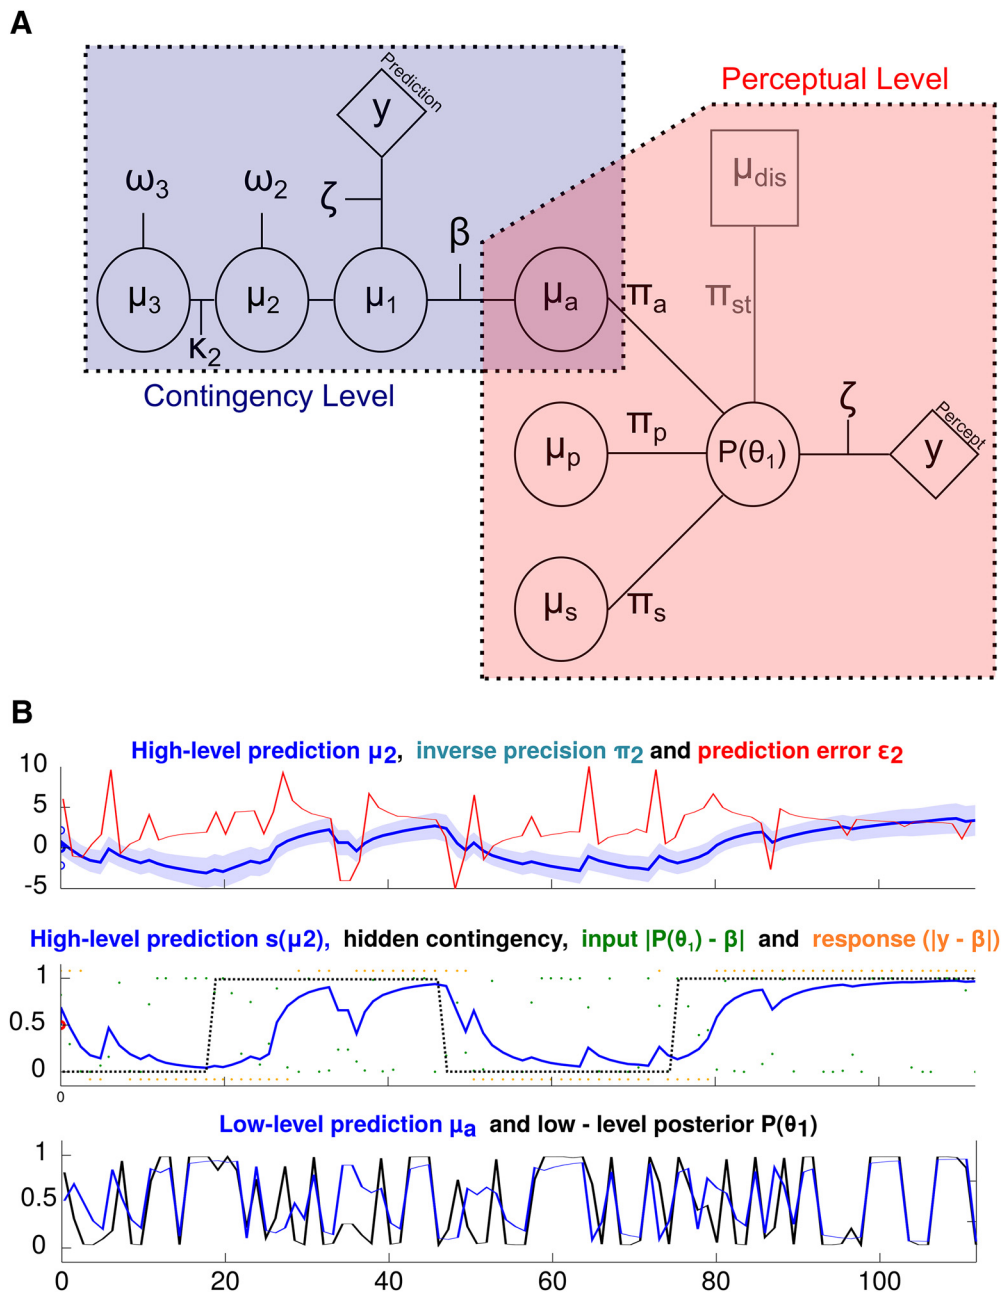 A
Perceptual Level
Prediction
y
μdis
ω3
ω2
ζ
β
μ3
μ2
μ1
μa
πa
πst
κ2
Contingency Level
ζ
Percept
πp
μp
P(θ1)
y
μs
πs
B
High-level prediction μ2, inverse precision π2 and prediction error ε2
10
5
0
-5
High-level prediction s(μ2), hidden contingency, input |P(θ1) - β| and response (|y - β|)
1
0.5
0
0
Low-level prediction μa and low - level posterior P(θ1)
1
0.5
0
0 20 40 60 80 100